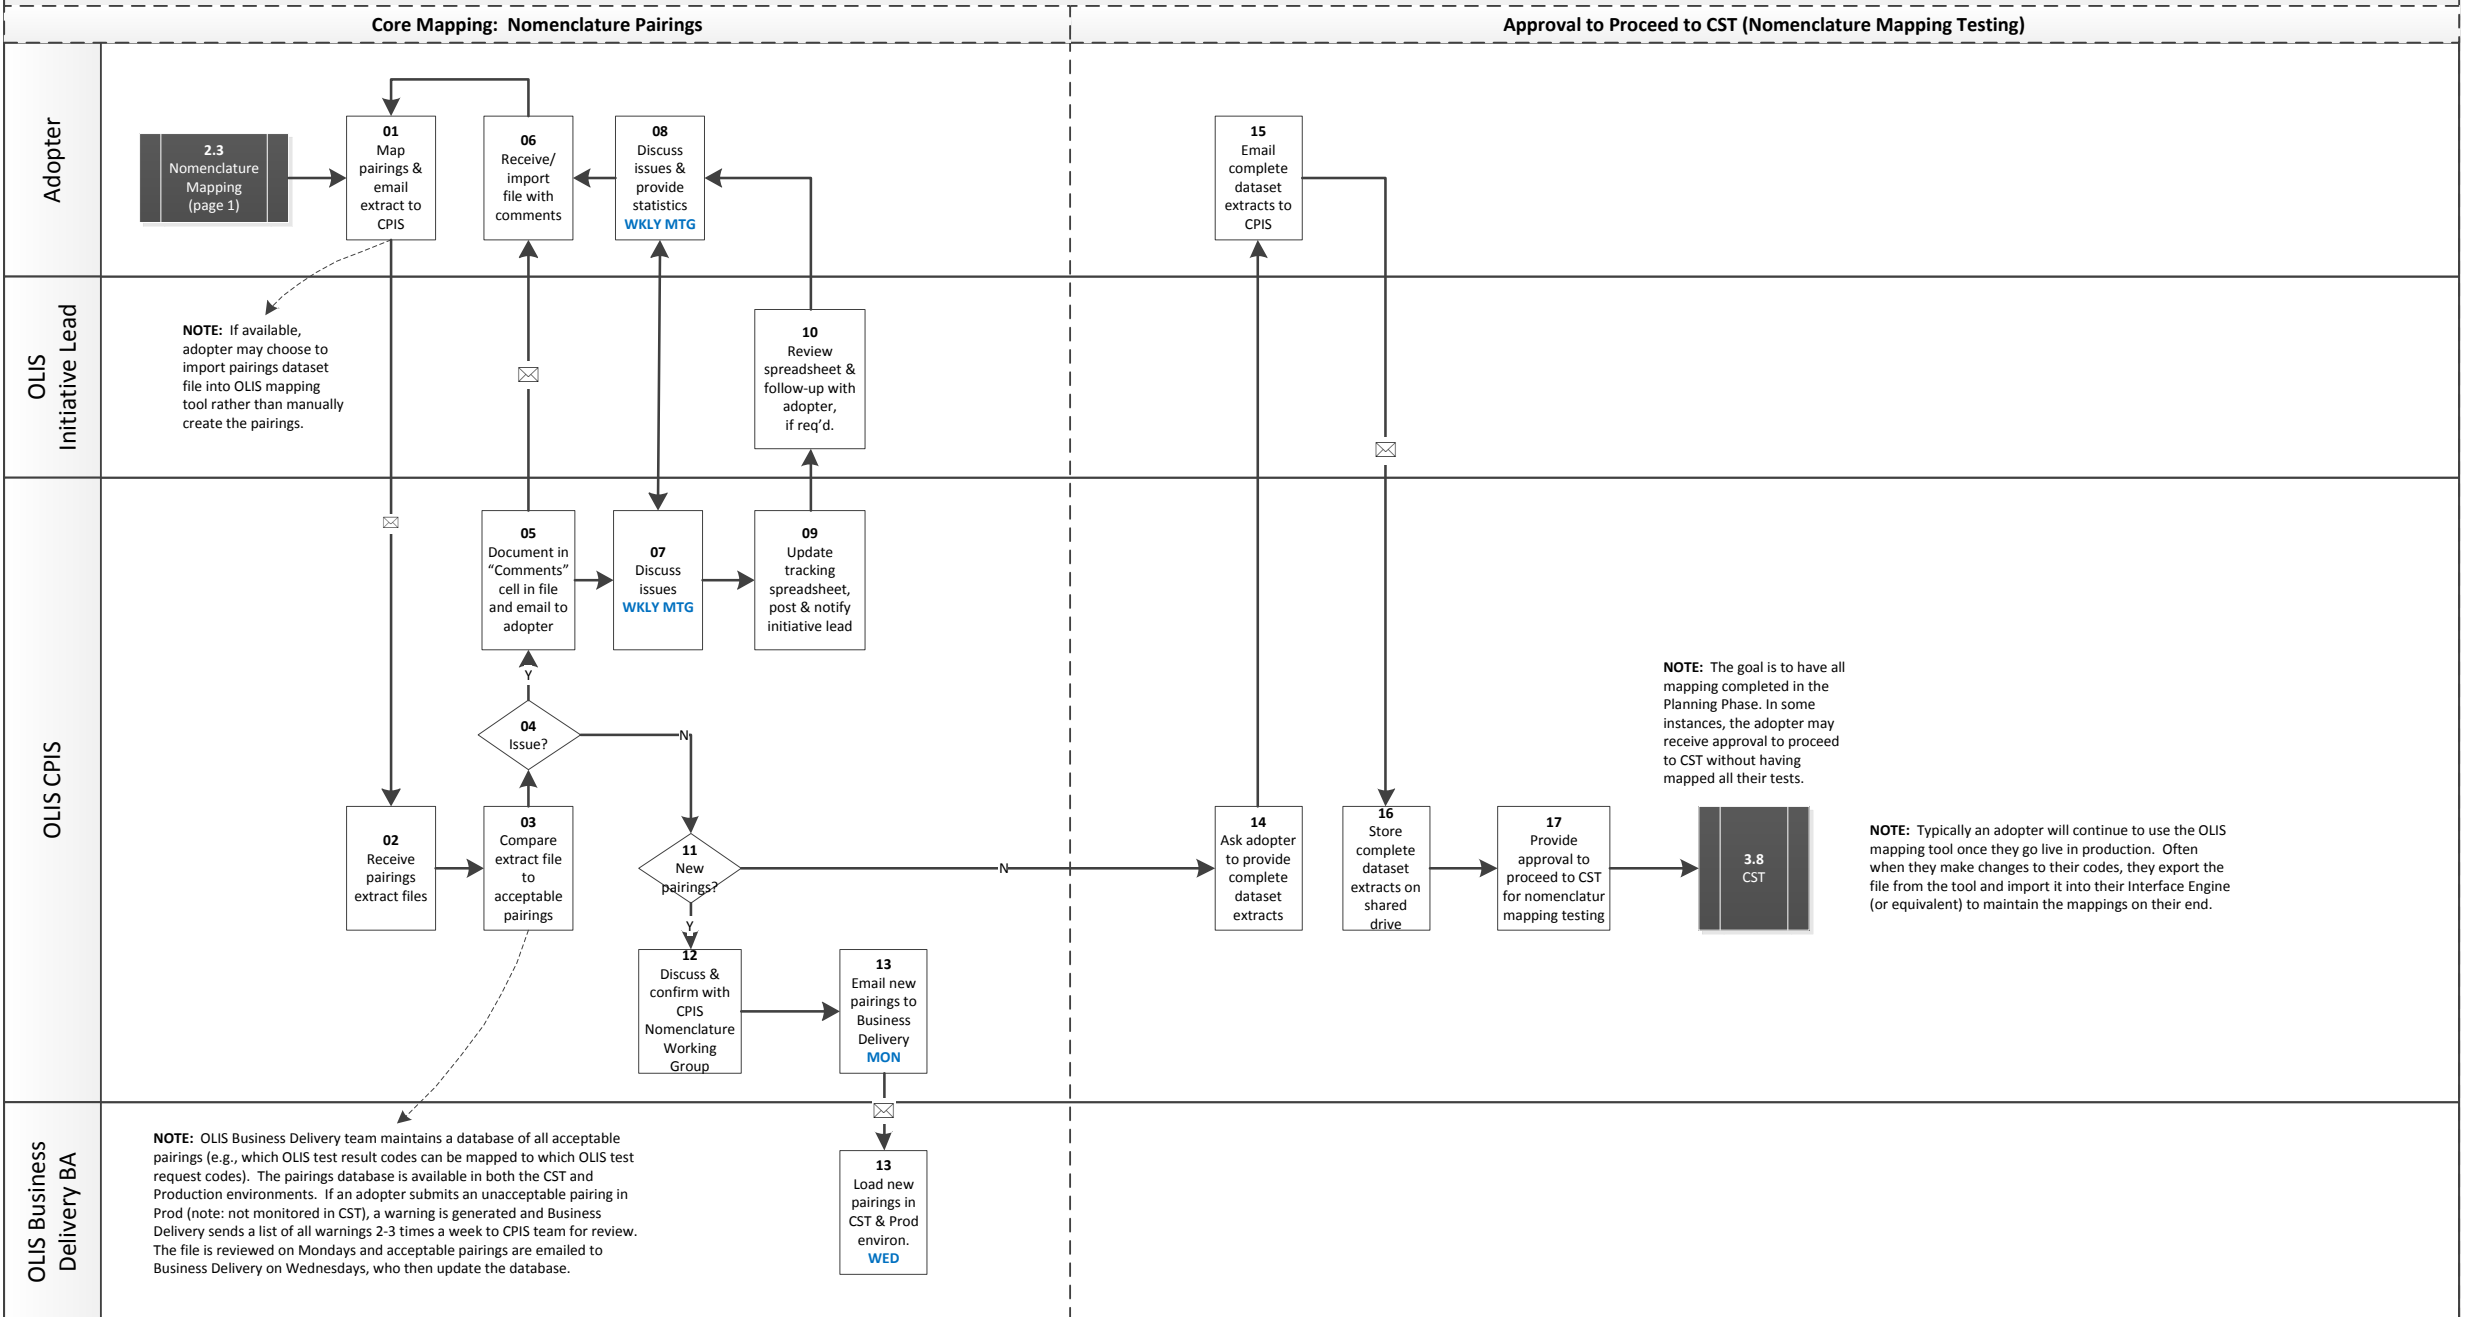 Core Mapping: Nomenclature Pairings
Approval to Proceed to CST (Nomenclature Mapping Testing)
Adopter
2.3
Nomenclature
Mapping
(page 1)
01
Map
pairings &
email
extract to
CPIS
06
Receive/
import
file with
comments
08
Discuss
issues &
provide
statistics
WKLY MTG
15
Email
complete
dataset
extracts to
CPIS
OLIS
Initiative Lead
NOTE: If available,
adopter may choose to
import pairings dataset
file into OLIS mapping
tool rather than manually
create the pairings.
10
Review
spreadsheet &
follow-up with
adopter,
if req'd.
OLIS CPIS
05
Document in
“Comments”
cell in file
and email to
adopter
07
Discuss
issues
WKLY MTG
09
Update
tracking
spreadsheet,
post & notify
initiative lead
Y
04
Issue?
N
NOTE: The goal is to have all
mapping completed in the
Planning Phase. In some
instances, the adopter may
receive approval to proceed
to CST without having
mapped all their tests.
02
Receive
pairings
extract files
03
Compare
extract file
to
acceptable
pairings
11
New
pairings?
N
Y
14
Ask adopter
to provide
complete
dataset
extracts
16
Store
complete
dataset
extracts on
shared
drive
17
Provide
approval to
proceed to CST
for nomenclatur
mapping testing
3.8
CST
NOTE: Typically an adopter will continue to use the OLIS
mapping tool once they go live in production. Often
when they make changes to their codes, they export the
file from the tool and import it into their Interface Engine
(or equivalent) to maintain the mappings on their end.
12
Discuss &
confirm with
CPIS
Nomenclature
Working
Group
13
Email new
pairings to
Business
Delivery
MON
OLIS Business
Delivery BA
NOTE: OLIS Business Delivery team maintains a database of all acceptable
pairings (e.g., which OLIS test result codes can be mapped to which OLIS test
request codes). The pairings database is available in both the CST and
Production environments. If an adopter submits an unacceptable pairing in
Prod (note: not monitored in CST), a warning is generated and Business
Delivery sends a list of all warnings 2-3 times a week to CPIS team for review.
The file is reviewed on Mondays and acceptable pairings are emailed to
Business Delivery on Wednesdays, who then update the database.
13
Load new
pairings in
CST & Prod
environ.
WED